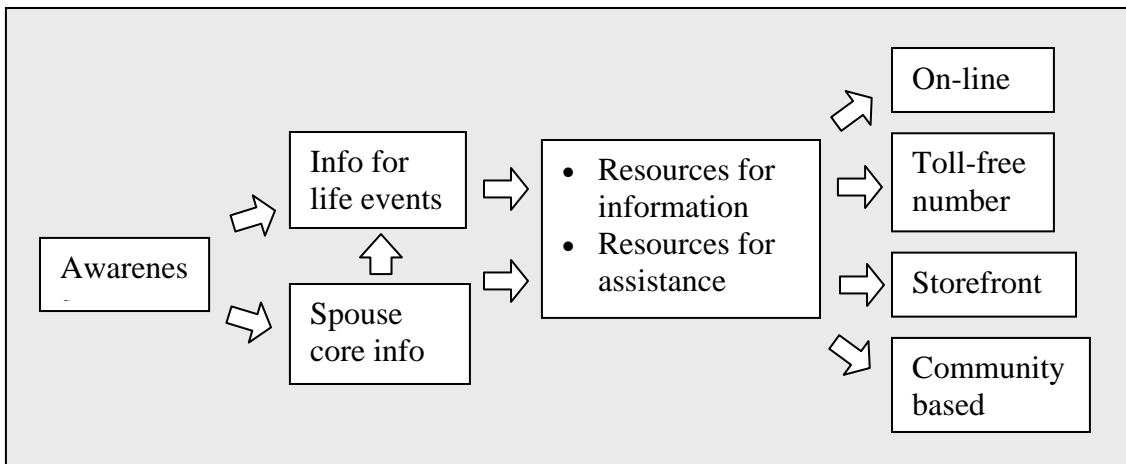 Awarenes
Info for
life events
Spouse
core info
• Resources for
information
• Resources for
assistance
On-line
Toll-free
number
Storefront
Community
based